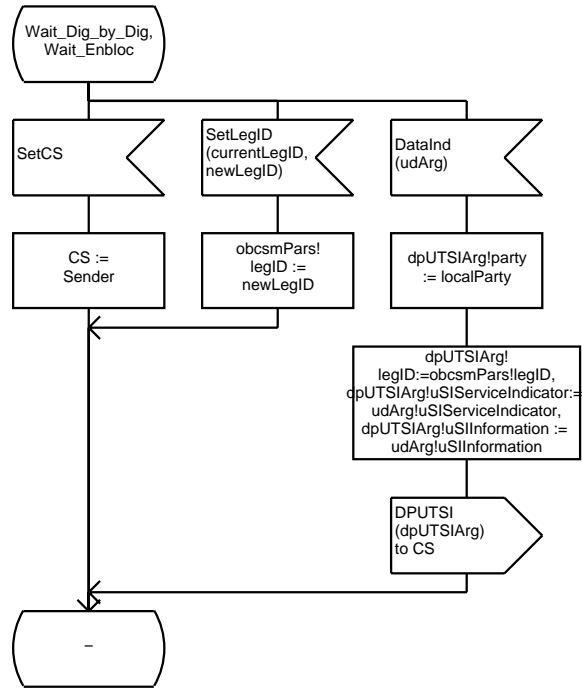 Wait_Dig_by_Dig,
Wait_Enbloc
SetCS
SetLegID
(currentLegID,
newLegID)
DataInd
(udArg)
CS :=
Sender
obcsmPars!
legID :=
newLegID
dpUTSIArg!party
:= localParty
dpUTSIArg!
legID:=obcsmPars!legID,
dpUTSIArg!uSIServiceIndicator:=
udArg!uSIServiceIndicator,
dpUTSIArg!uSIInformation :=
udArg!uSIInformation
DPUTSI
(dpUTSIArg)
to CS
–